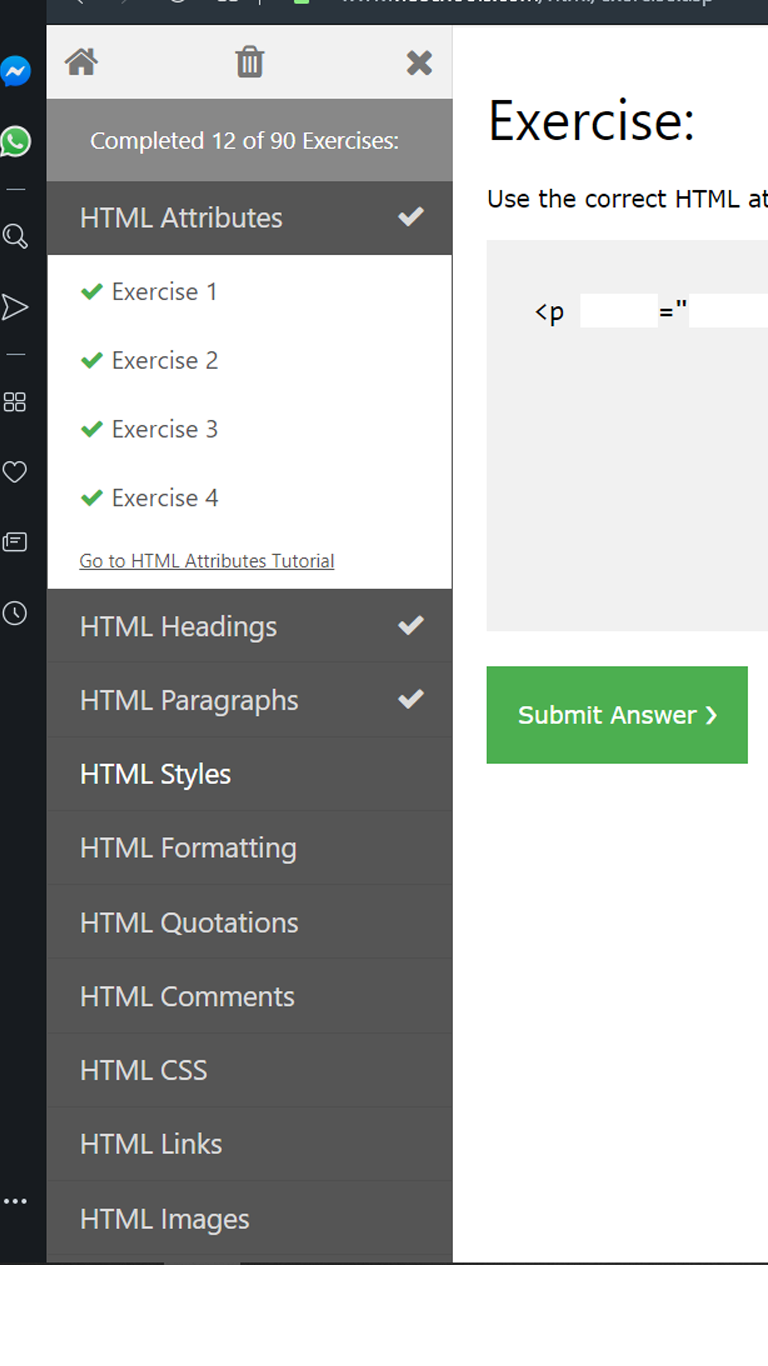 Completed 12 of 90 Exercises:
HTML Attributes
Exercise 1
Exercise 2
Exercise 3
Exercise 4
Go to HTML Attributes Tutorial
HTML Headings
HTML Paragraphs
HTML Styles
HTML Formatting
HTML Quotations
HTML Comments
HTML CSS
HTML Links
HTML Images
Exercise:
Use the correct HTML at
<p ="
Submit Answer ❯